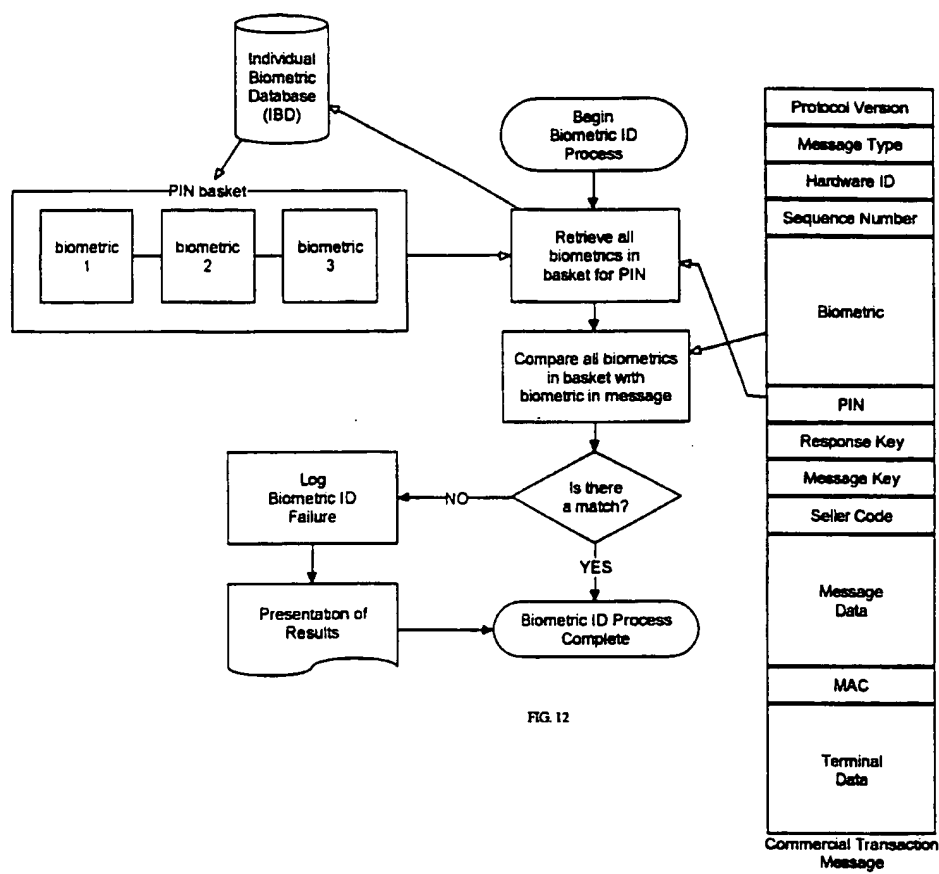 Individual
Biometric
Database
(IBD)
Begin
Biometric ID
Process
PIN basket
biometric
1
biometric
2
biometric
3
Retrieve all
biometrics in
basket for PIN
Compare all biometrics
in basket with
biometric in message
Is there
a match?
NO
YES
Log
Biometric ID
Failure
Presentation of
Results
Biometric ID Process
Complete
FIG. 12
Protocol Version
Message Type
Hardware ID
Sequence Number
Biometric
PIN
Response Key
Message Key
Seller Code
Message
Data
MAC
Terminal
Data
Commercial Transaction
Message